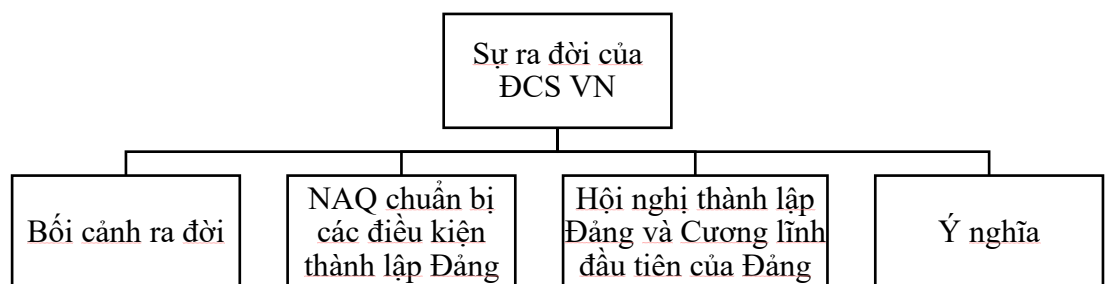 Sự ra đời của
ĐCS VN
Bối cảnh ra đời
NAQ chuẩn bị
các điều kiện
thành lập Đảng
Hội nghị thành lập
Đảng và Cương lĩnh
đầu tiên của Đảng
Ý nghĩa